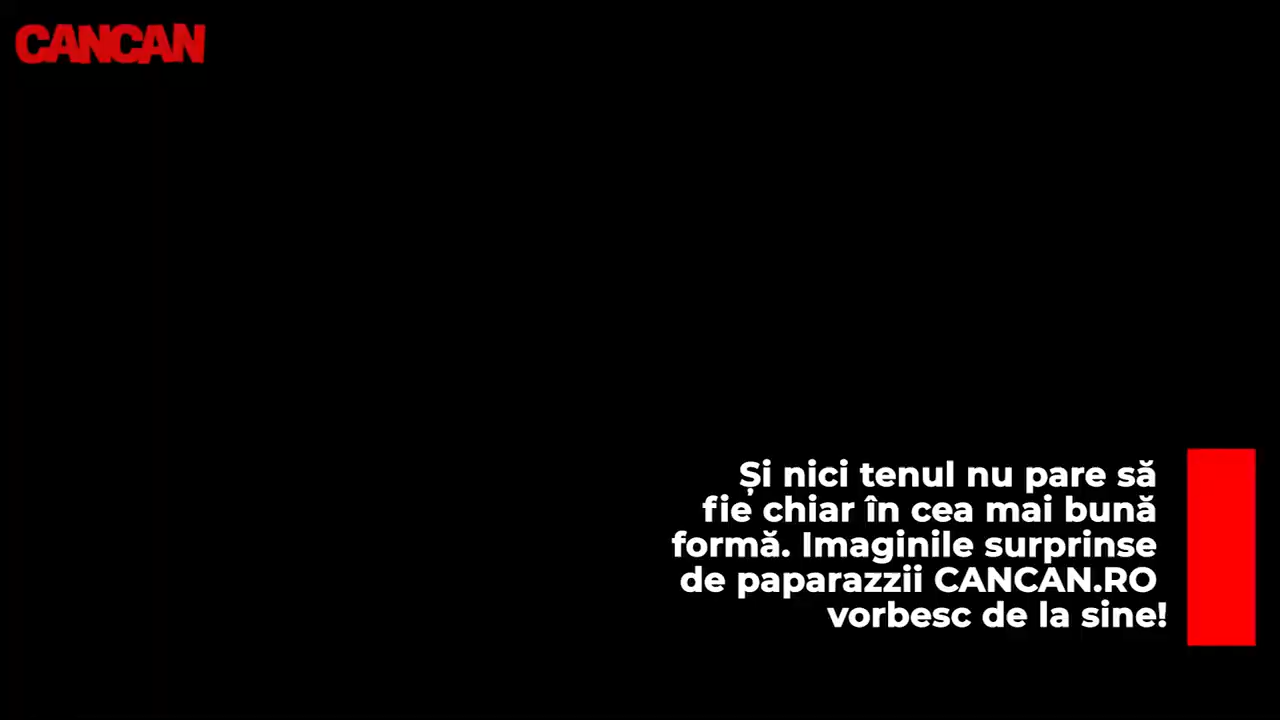 CANCAN
Și nici tenul nu pare să
fie chiar în cea mai bună
formă. Imaginile surprinse
de paparazzii CANCAN.RO
vorbesc de la sine!